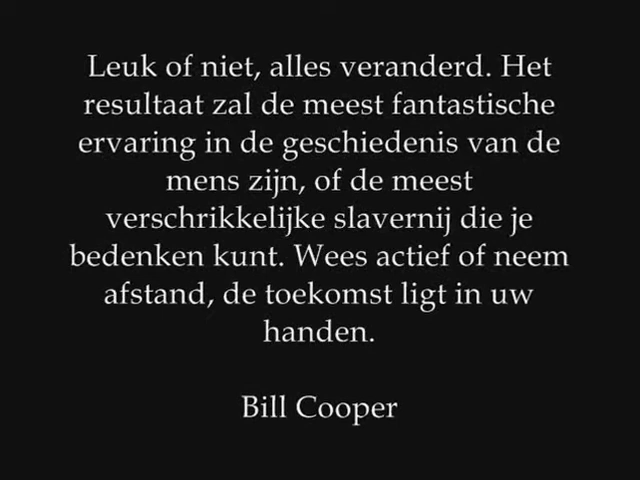 Leuk of niet, alles veranderd. Het
resultaat zal de meest fantastische
ervaring in de geschiedenis van de
mens zijn, of de meest
verschrikkelijke slavernij die je
bedenken kunt. Wees actief of neem
afstand, de toekomst ligt in uw
handen.
Bill Cooper